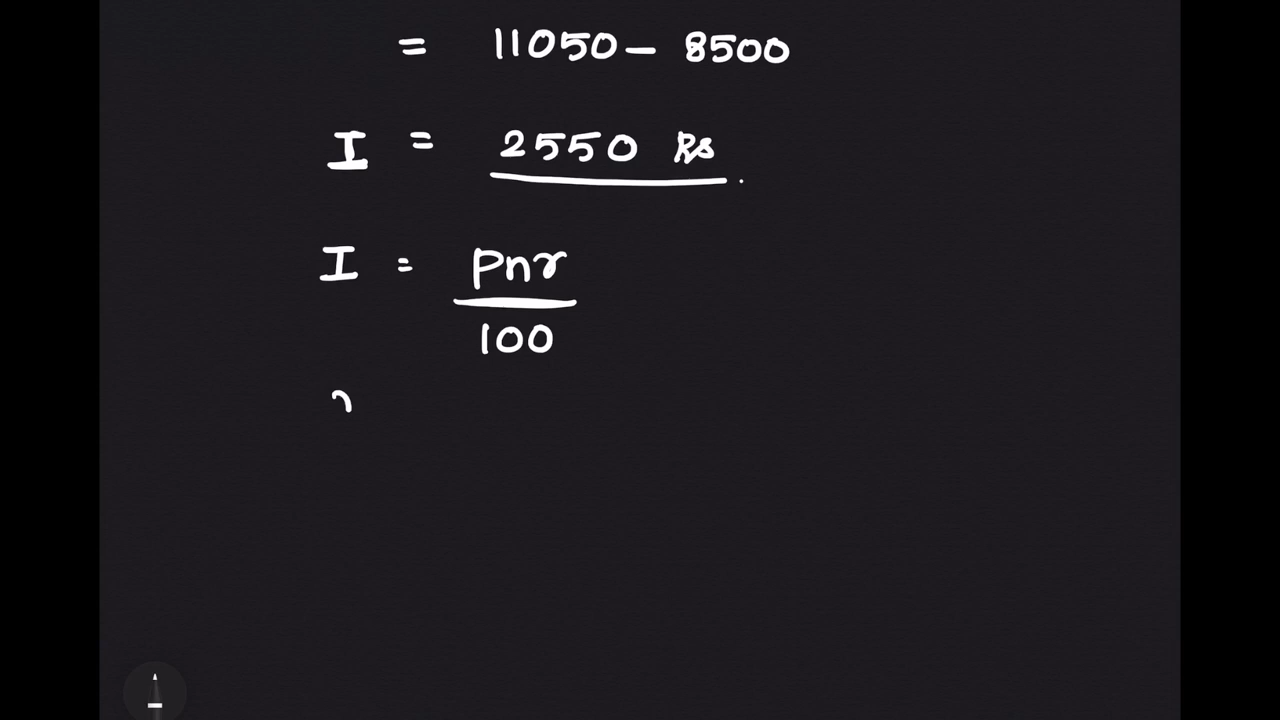 = 11050 - 8500
I = 2550 Rs.
I = pnr
100